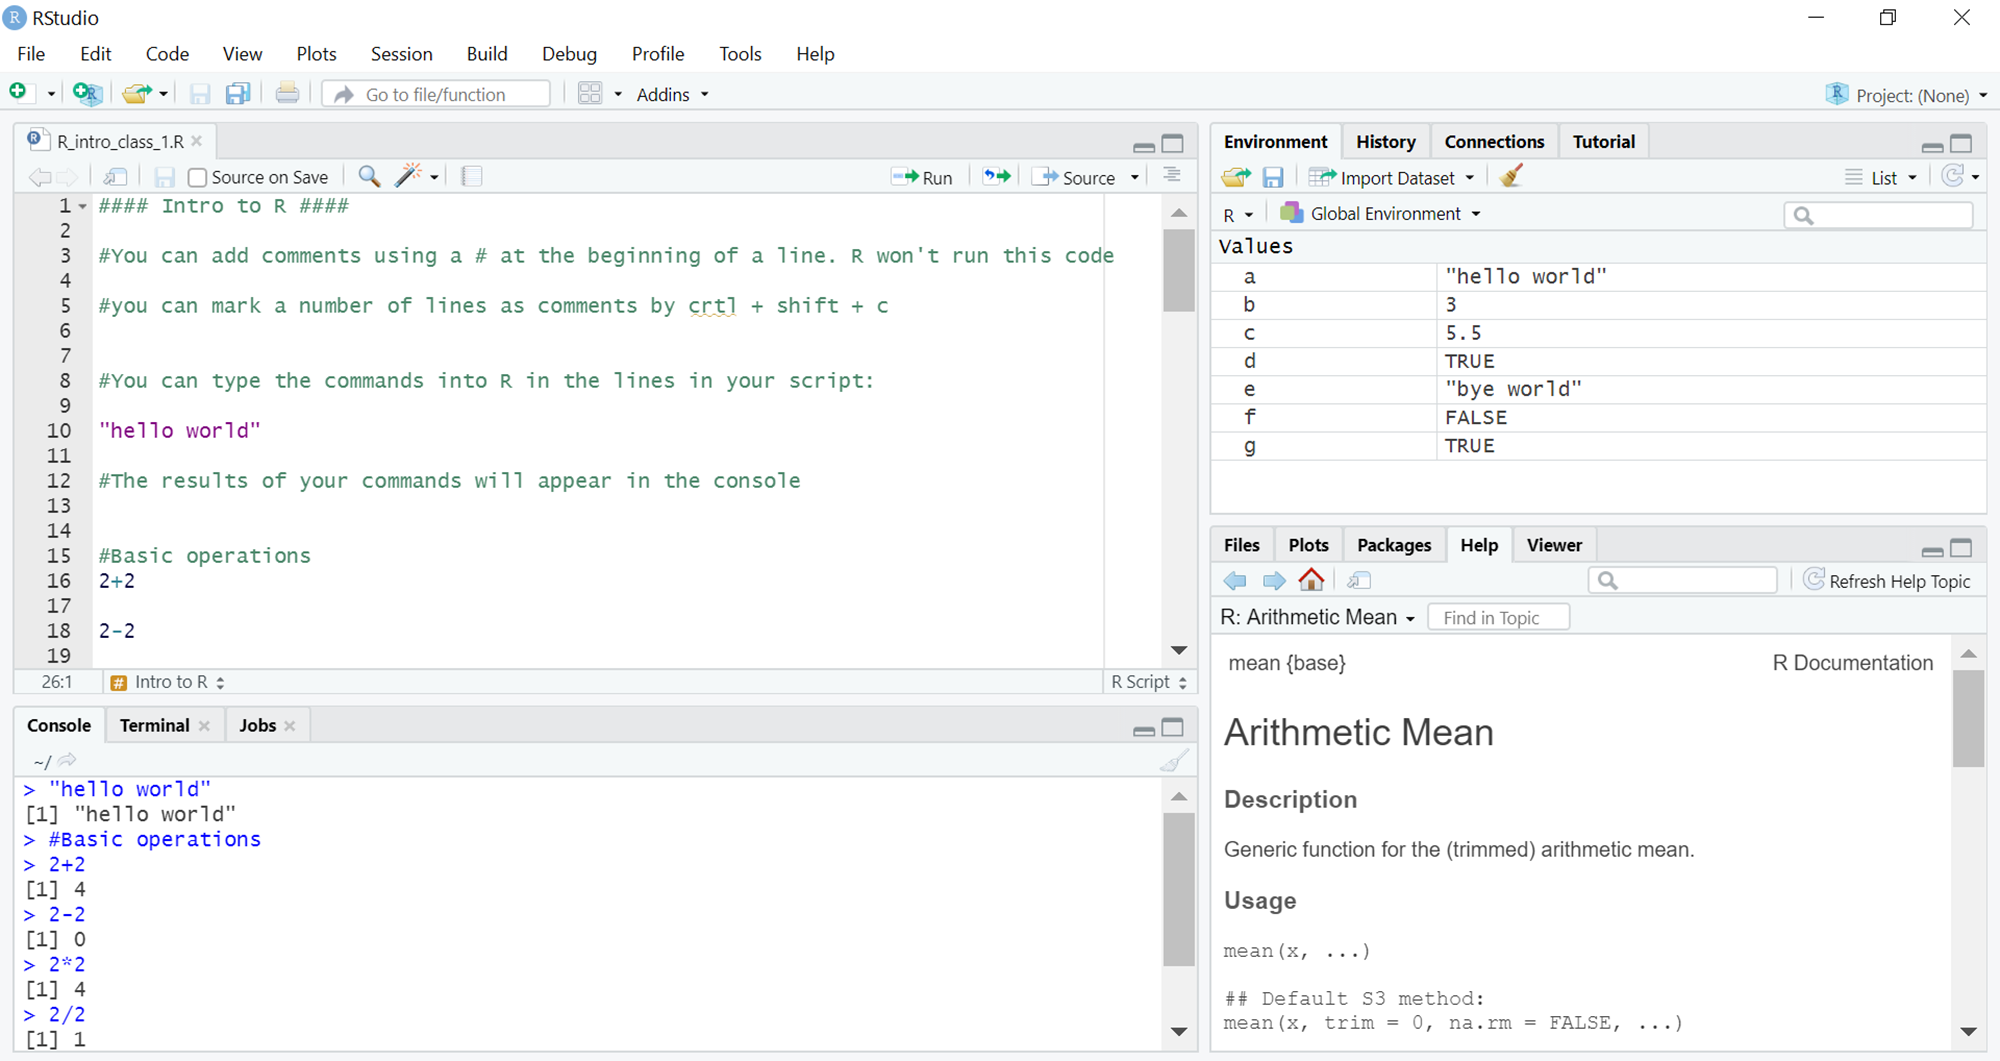 RStudio
File Edit Code View Plots Session Build Debug Profile Tools Help
Go to file/function Addins Project: (None)
R_intro_class_1.R
Source on Save Run Source
1 #### Intro to R ####
2
3 #You can add comments using a # at the beginning of a line. R won't run this code
4
5 #you can mark a number of lines as comments by crtl + shift + c
6
7
8 #You can type the commands into R in the lines in your script:
9
10 "hello world"
11
12 #The results of your commands will appear in the console
13
14
15 #Basic operations
16 2+2
17
18 2-2
19
26:1 # Intro to R R Script
Console Terminal Jobs
~/
> "hello world"
[1] "hello world"
> #Basic operations
> 2+2
[1] 4
> 2-2
[1] 0
> 2*2
[1] 4
> 2/2
[1] 1
Environment History Connections Tutorial
Import Dataset List
R Global Environment
Values
a "hello world"
b 3
c 5.5
d TRUE
e "bye world"
f FALSE
g TRUE
Files Plots Packages Help Viewer
Refresh Help Topic
R: Arithmetic Mean Find in Topic
mean {base} R Documentation
Arithmetic Mean
Description
Generic function for the (trimmed) arithmetic mean.
Usage
mean(x, ...)
## Default S3 method:
mean(x, trim = 0, na.rm = FALSE, ...)